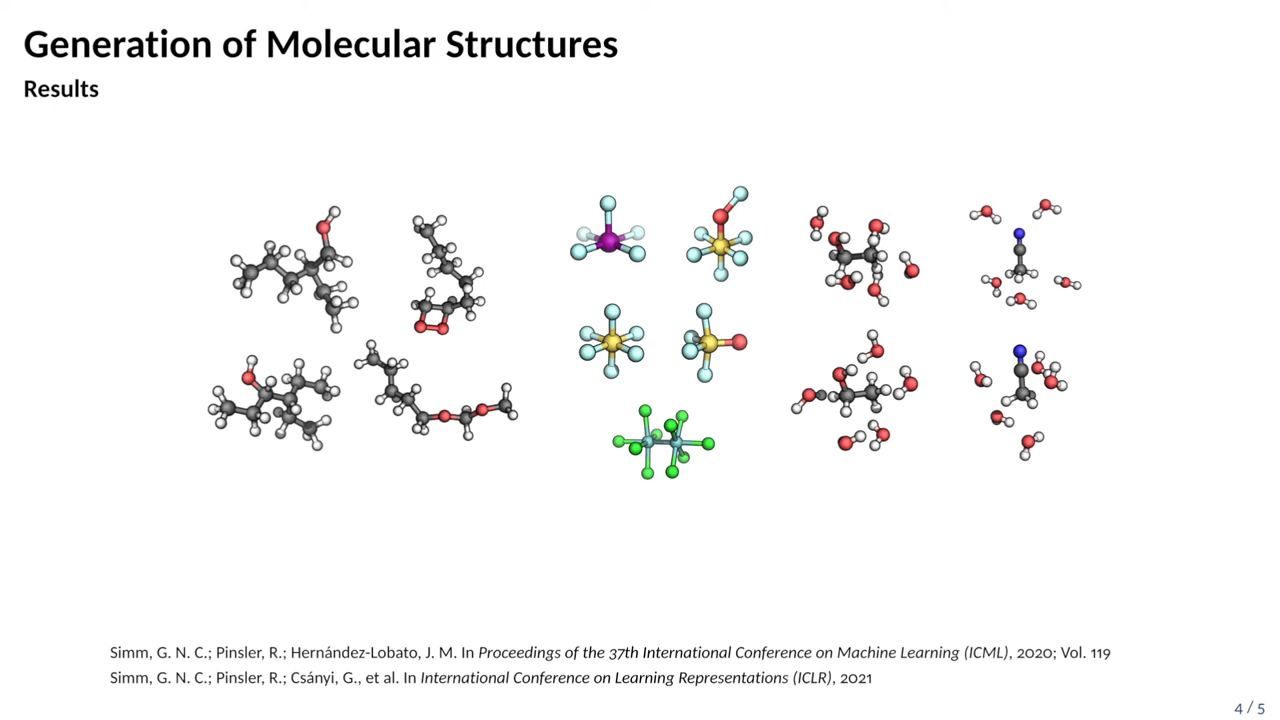 Generation of Molecular Structures
Results
Simm, G. N. C.; Pinsler, R.; Hernández-Lobato, J. M. In Proceedings of the 37th International Conference on Machine Learning (ICML), 2020; Vol. 119
Simm, G. N. C.; Pinsler, R.; Csányi, G., et al. In International Conference on Learning Representations (ICLR), 2021
4 / 5